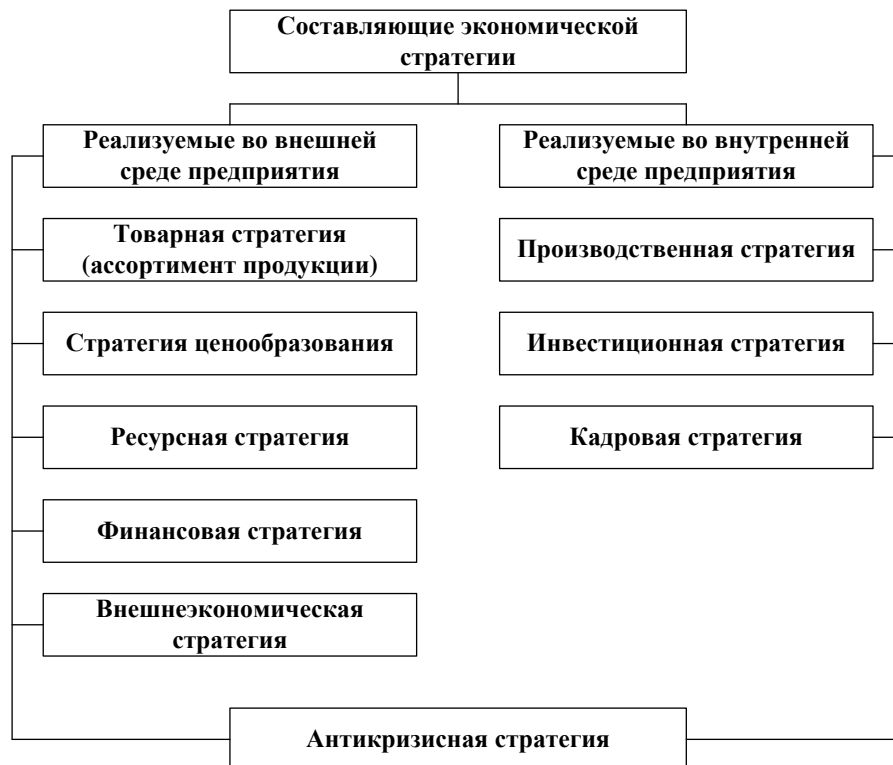 Составляющие экономической
стратегии
Реализуемые во внешней
среде предприятия
Реализуемые во внутренней
среде предприятия
Товарная стратегия
(ассортимент продукции)
Производственная стратегия
Стратегия ценообразования
Инвестиционная стратегия
Ресурсная стратегия
Кадровая стратегия
Финансовая стратегия
Внешнеэкономическая
стратегия
Антикризисная стратегия